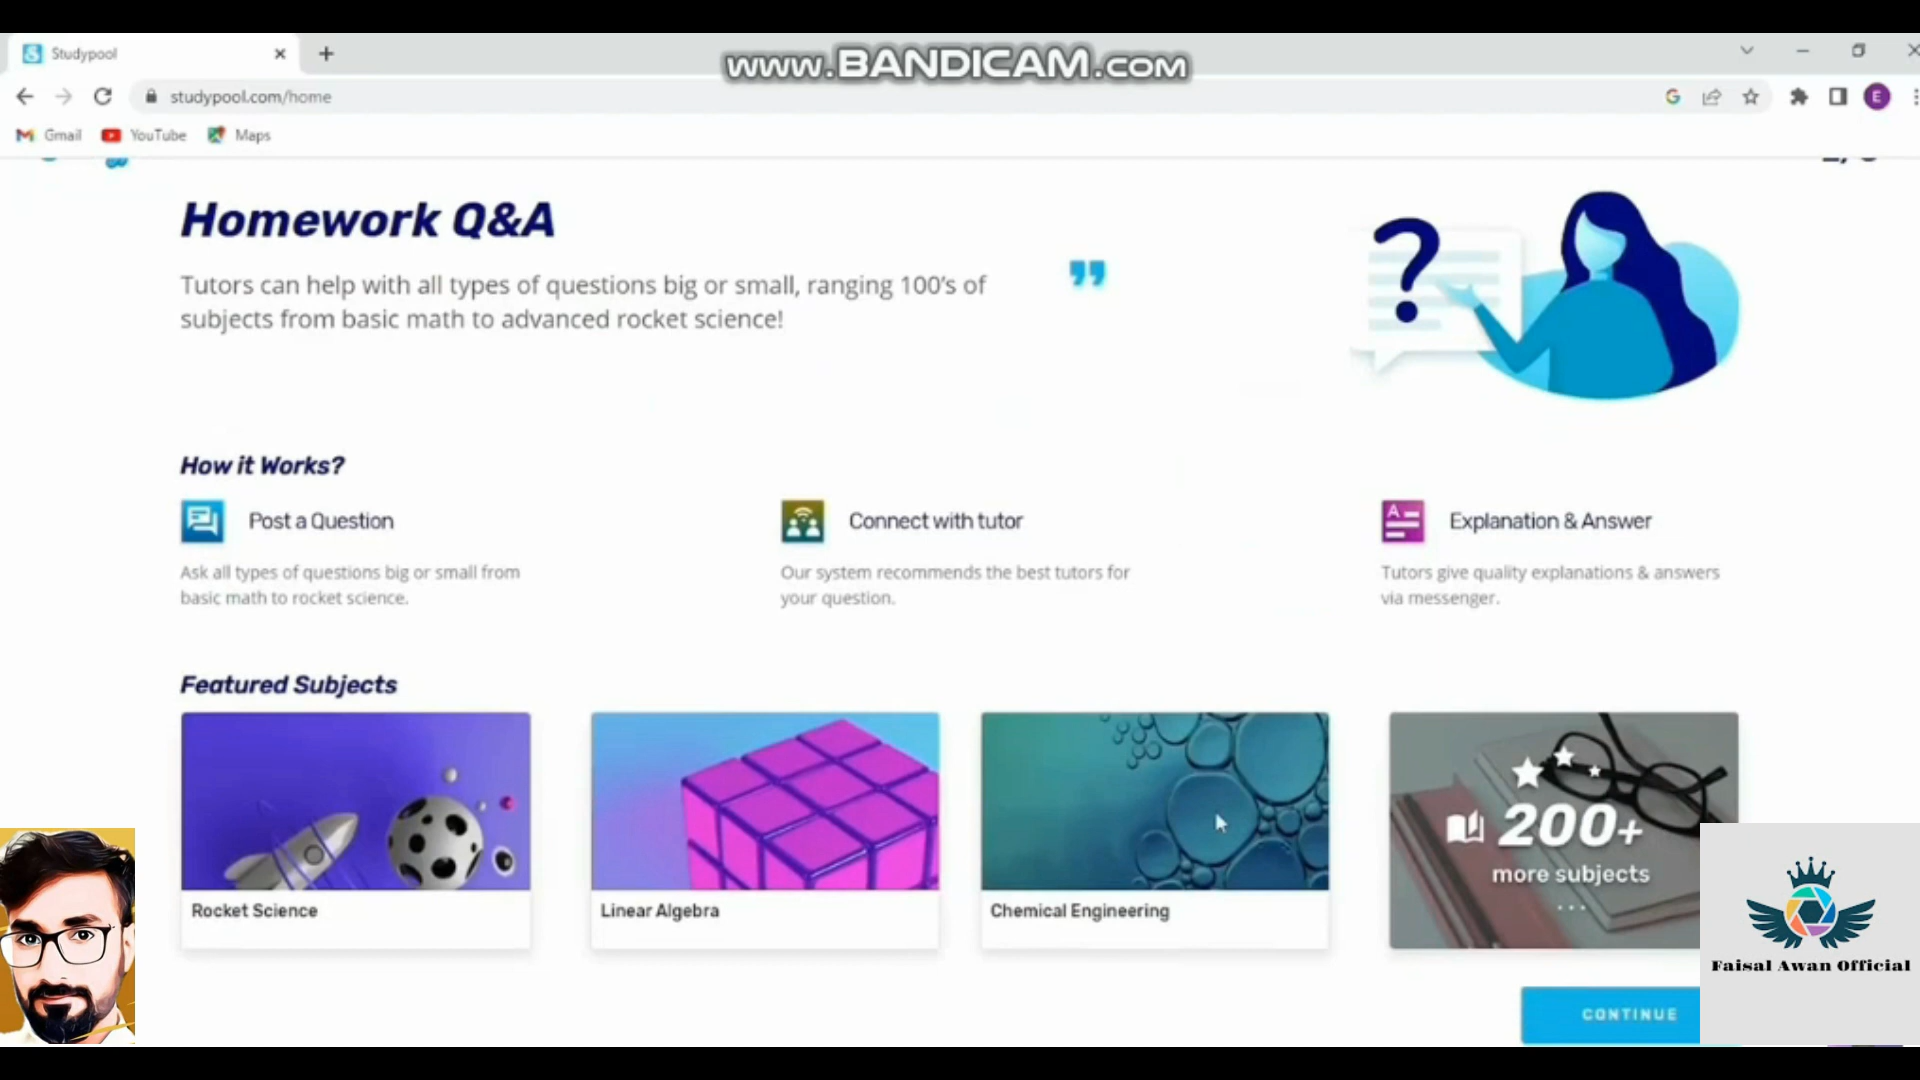 Studypool
www.BANDICAM.com
studypool.com/home
E
Gmail YouTube Maps
Homework Q&A
Tutors can help with all types of questions big or small, ranging 100's of
subjects from basic math to advanced rocket science!
”
?
How it Works?
Post a Question
Ask all types of questions big or small from
basic math to rocket science.
Connect with tutor
Our system recommends the best tutors for
your question.
Explanation & Answer
Tutors give quality explanations & answers
via messenger.
Featured Subjects
Rocket Science
Linear Algebra
Chemical Engineering
200+
more subjects
...
Faisal Awan Official
CONTINUE